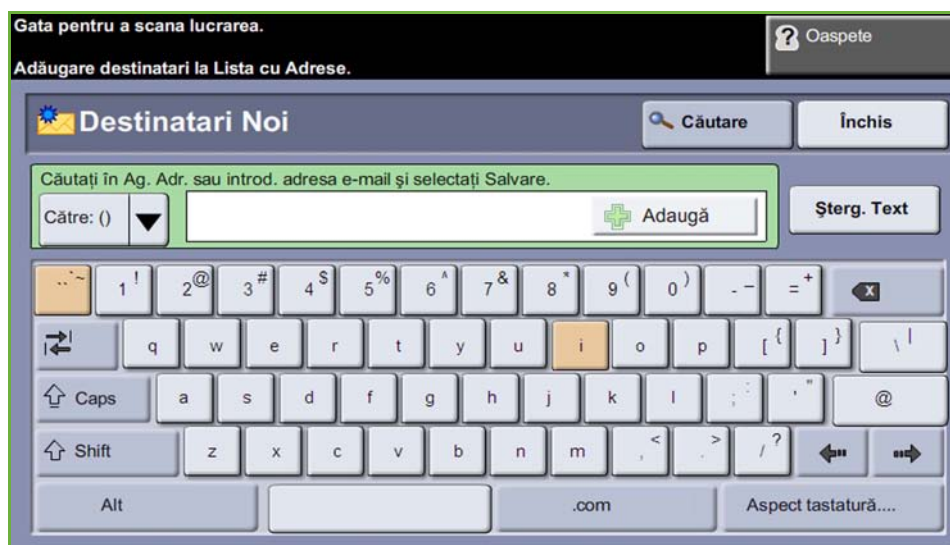 Gata pentru a scana lucrarea.
? Oaspete
Adăugare destinatari la Lista cu Adrese.
Destinatari Noi
Căutare
Închis
Căutați în Ag. Adr. sau introd. adresa e-mail şi selectați Salvare.
Către: ()
Adaugă
Şterg. Text
.. ` ~ 1 ! 2 @ 3 # 4 $ 5 % 6 ^ 7 & 8 * 9 ( 0 ) - _ = + X
q w e r t y u i o p [ { ] } \ |
Caps a s d f g h j k l ; : ' " @
Shift z x c v b n m , < . > / ?
Alt .com Aspect tastatură....